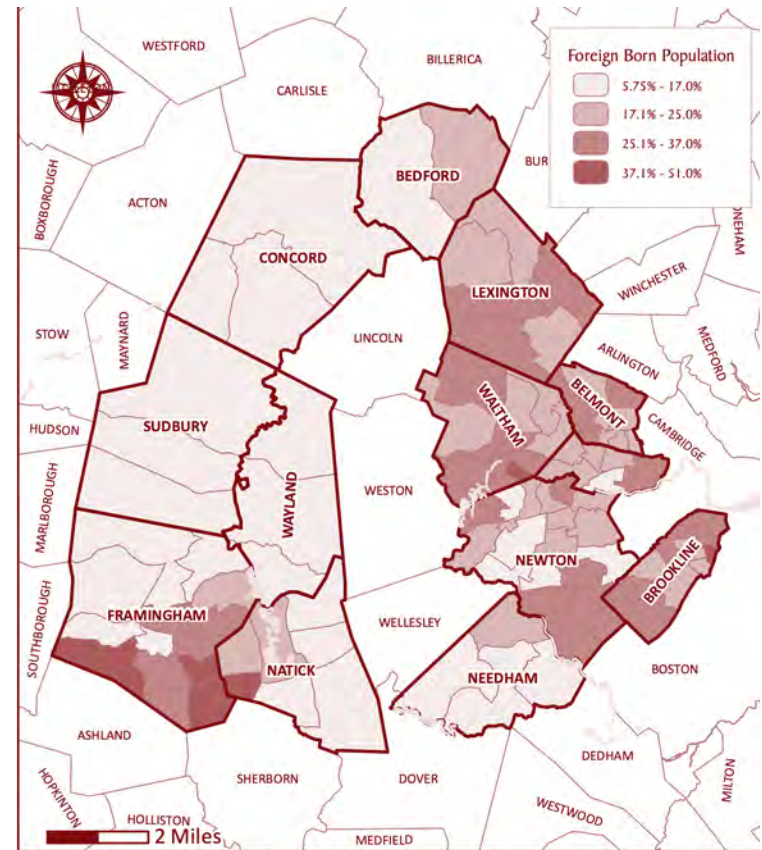 WESTFORD
BILLERICA
CARLISLE
Foreign Born Population
5.75% - 17.0%
17.1% - 25.0%
25.1% - 37.0%
37.1% - 51.0%
BOXBOROUGH
ACTON
BEDFORD
BUR
ONEHAM
CONCORD
LEXINGTON
WINCHESTER
STOW
MAYNARD
LINCOLN
MEDFORD
ARLINGTON
WALTHAM
BELMONT
CAMBRIDGE
HUDSON
SUDBURY
MARLBOROUGH
WAYLAND
WESTON
NEWTON
BROOKLINE
SOUTHBOROUGH
FRAMINGHAM
WELLESLEY
NATICK
NEEDHAM
BOSTON
ASHLAND
DEDHAM
HOPKINTON
SHERBORN
DOVER
MILTON
HOLLISTON
WESTWOOD
2 Miles
MEDFIELD